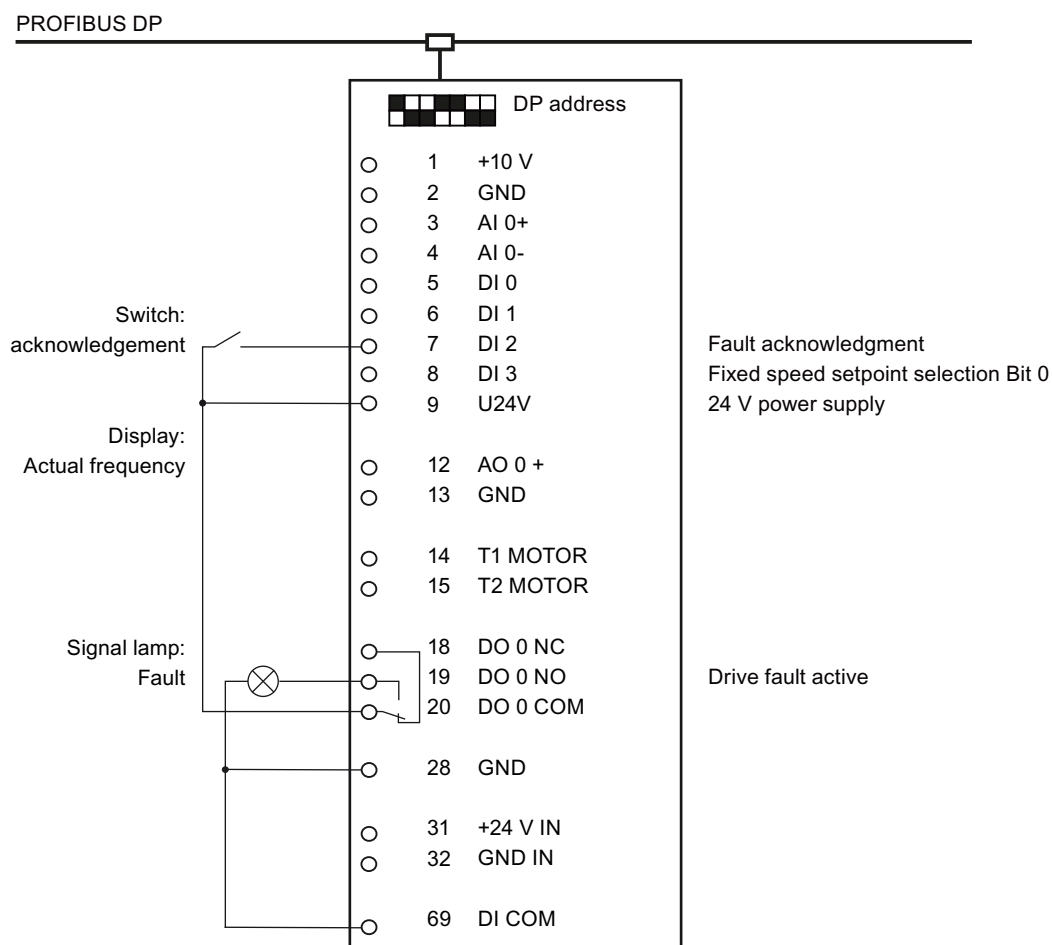 PROFIBUS DP
DP address
1 +10 V
2 GND
3 AI 0+
4 AI 0-
5 DI 0
Switch: 6 DI 1
acknowledgement 7 DI 2 Fault acknowledgment
8 DI 3 Fixed speed setpoint selection Bit 0
9 U24V 24 V power supply
Display:
Actual frequency 12 AO 0 +
13 GND
14 T1 MOTOR
15 T2 MOTOR
Signal lamp: 18 DO 0 NC
Fault 19 DO 0 NO Drive fault active
20 DO 0 COM
28 GND
31 +24 V IN
32 GND IN
69 DI COM